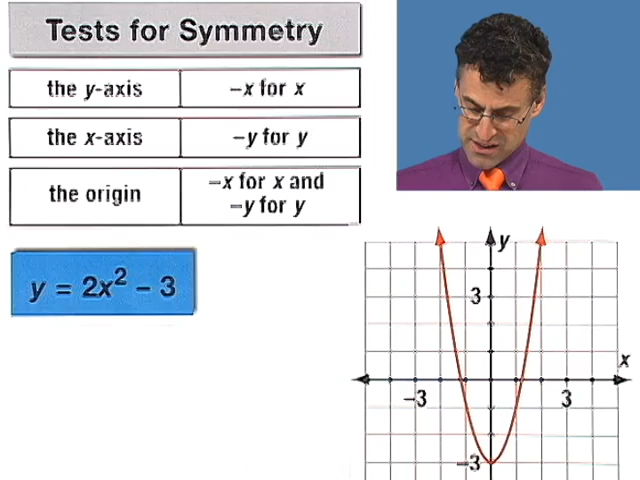 Tests for Symmetry
the y-axis
−x for x
the x-axis
−y for y
the origin
−x for x and
−y for y
y = 2x² − 3
y
3
x
−3
3
−3